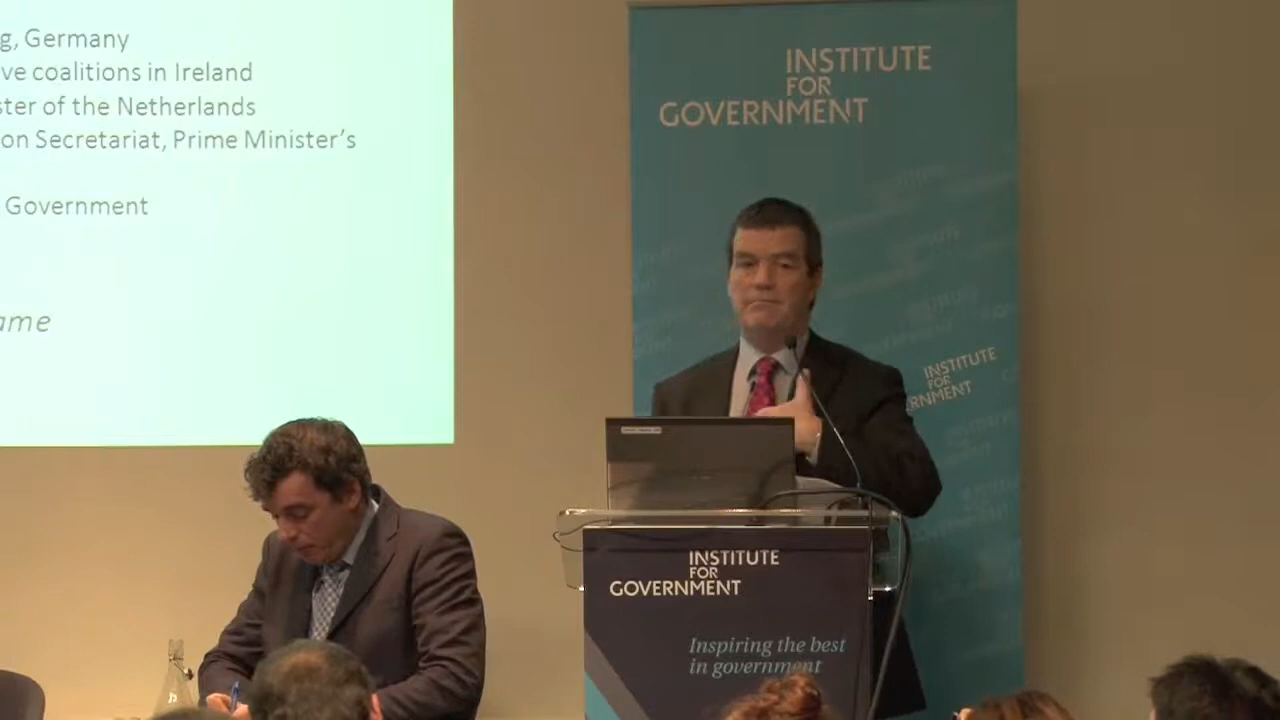 g, Germany
ve coalitions in Ireland
ster of the Netherlands
on Secretariat, Prime Minister's
Government
ame
INSTITUTE
FOR
GOVERNMENT
INSTITUTE
FOR
ERNMENT
INSTITUTE
FOR
GOVERNMENT
Inspiring the best
in government